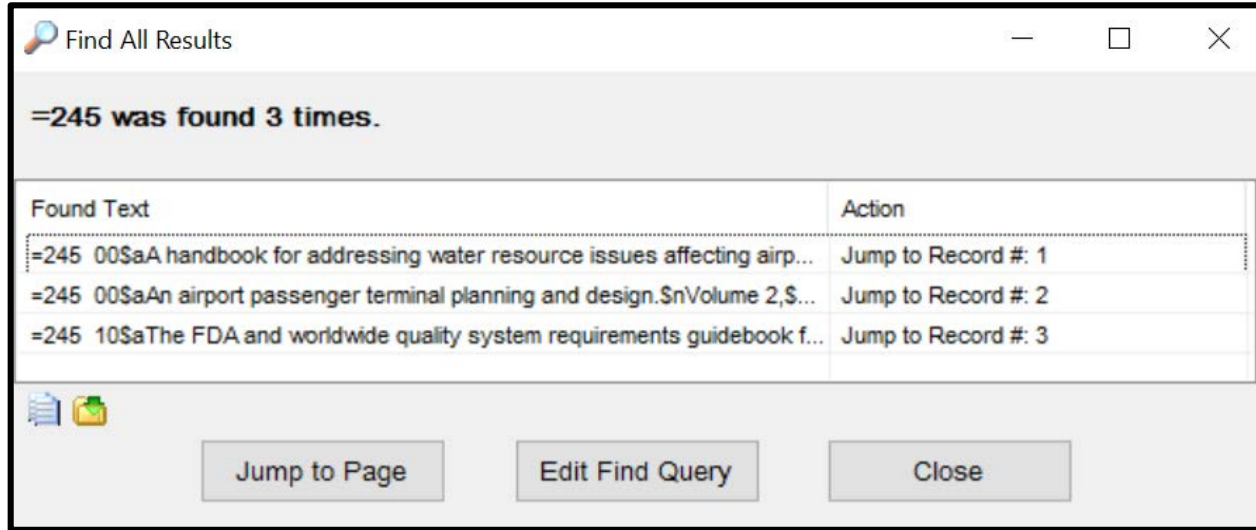 Find All Results
=245 was found 3 times.
Found Text Action
=245 00$aA handbook for addressing water resource issues affecting airp... Jump to Record #: 1
=245 00$aAn airport passenger terminal planning and design.$nVolume 2,$... Jump to Record #: 2
=245 10$aThe FDA and worldwide quality system requirements guidebook f... Jump to Record #: 3
Jump to Page Edit Find Query Close